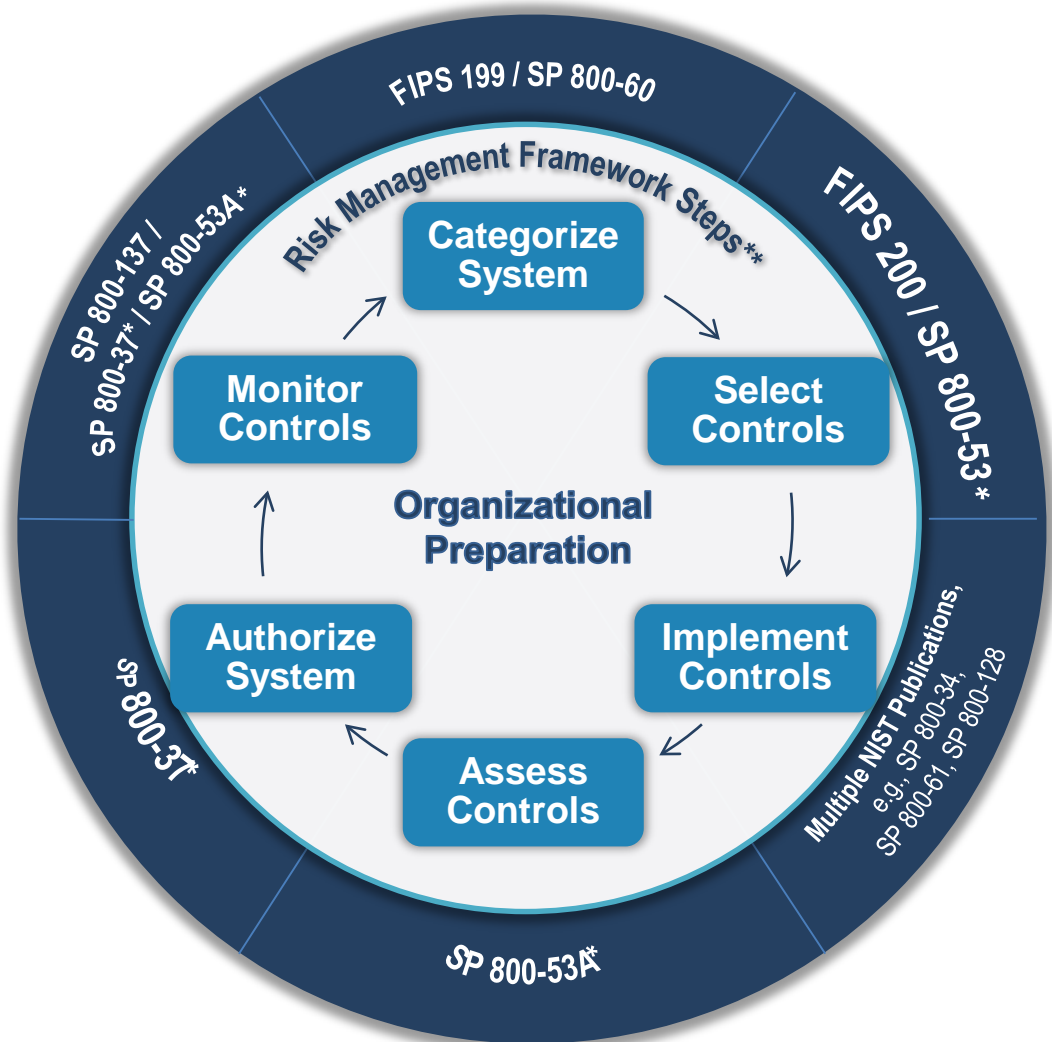 FIPS 199 / SP 800-60
Risk Management Framework Steps**
Categorize
System
FIPS 200 / SP 800-53*
Select
Controls
Multiple NIST Publications,
e.g., SP 800-34,
SP 800-61, SP 800-128
Implement
Controls
SP 800-53A*
Assess
Controls
SP 800-37*
Authorize
System
SP 800-137 /
SP 800-37* / SP 800-53A*
Monitor
Controls
Organizational
Preparation